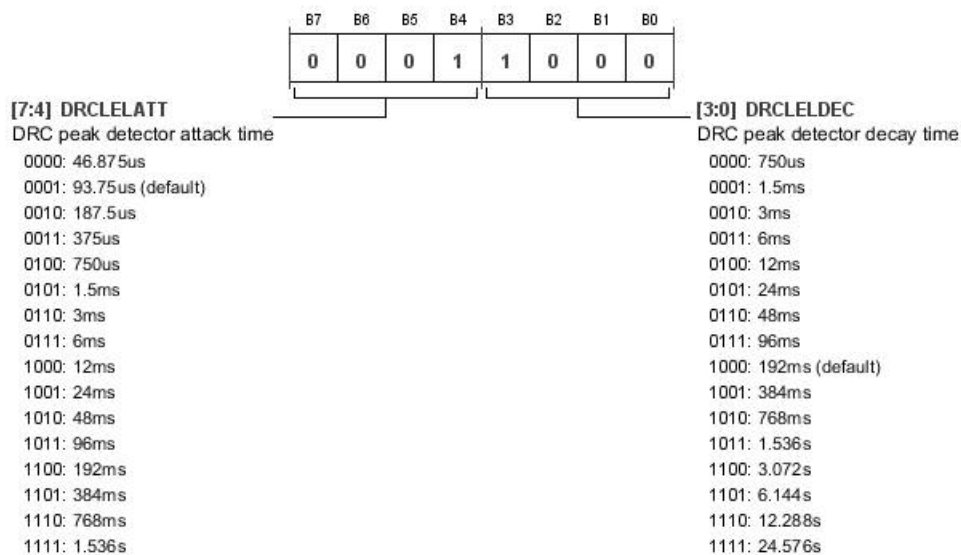 B7 B6 B5 B4 B3 B2 B1 B0
0 0 0 1 1 0 0 0
[7:4] DRCLELATT
DRC peak detector attack time
0000: 46.875us
0001: 93.75us (default)
0010: 187.5us
0011: 375us
0100: 750us
0101: 1.5ms
0110: 3ms
0111: 6ms
1000: 12ms
1001: 24ms
1010: 48ms
1011: 96ms
1100: 192ms
1101: 384ms
1110: 768ms
1111: 1.536s
[3:0] DRCLELDEC
DRC peak detector decay time
0000: 750us
0001: 1.5ms
0010: 3ms
0011: 6ms
0100: 12ms
0101: 24ms
0110: 48ms
0111: 96ms
1000: 192ms (default)
1001: 384ms
1010: 768ms
1011: 1.536s
1100: 3.072s
1101: 6.144s
1110: 12.288s
1111: 24.576s